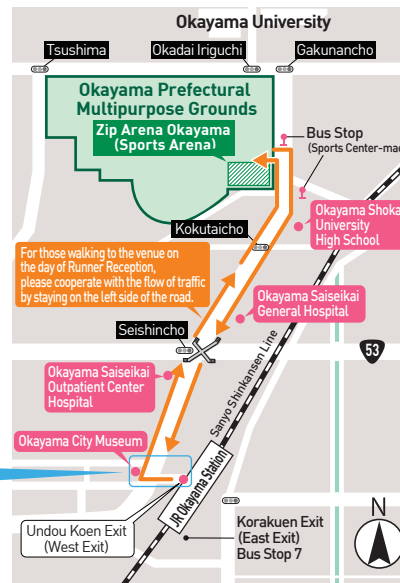 Okayama University
Tsushima
Okadai Iriguchi
Gakunancho
Okayama Prefectural
Multipurpose Grounds
Zip Arena Okayama
(Sports Arena)
Bus Stop
(Sports Center-mae
Okayama Shoka
University
High School
Kokutaicho
For those walking to the venue on
the day of Runner Reception,
please cooperate with the flow of traffic
by staying on the left side of the road.
Okayama Saiseikai
General Hospital
Seishincho
53
Okayama Saiseikai
Outpatient Center
Hospital
Sanyo Shinkansen Line
Okayama City Museum
JR Okayama Station
Undou Koen Exit
(West Exit)
Korakuen Exit
(East Exit)
Bus Stop 7
N